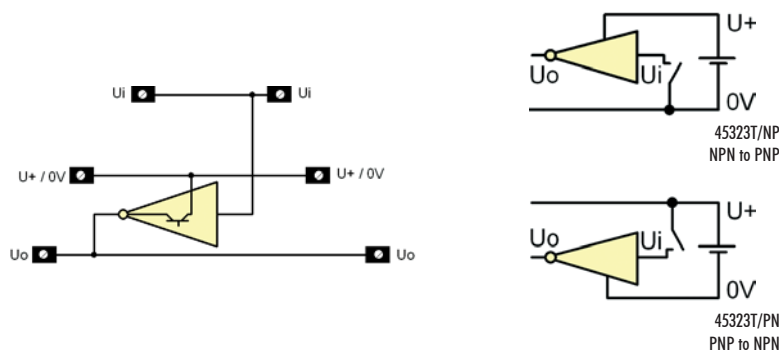 Ui Ui
U+ / 0V U+ / 0V
Uo Uo
U+
Uo Ui
0V
45323T/NP
NPN to PNP
U+
Uo Ui
0V
45323T/PN
PNP to NPN